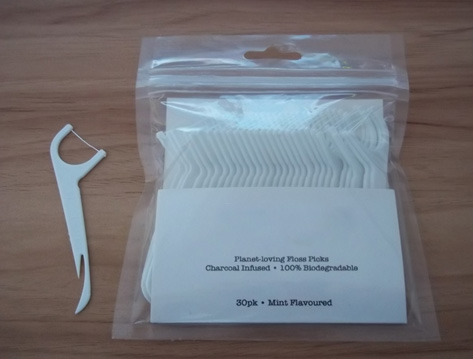 Planet-loving Floss Picks
Charcoal Infused • 100% Biodegradable
30pk • Mint Flavoured